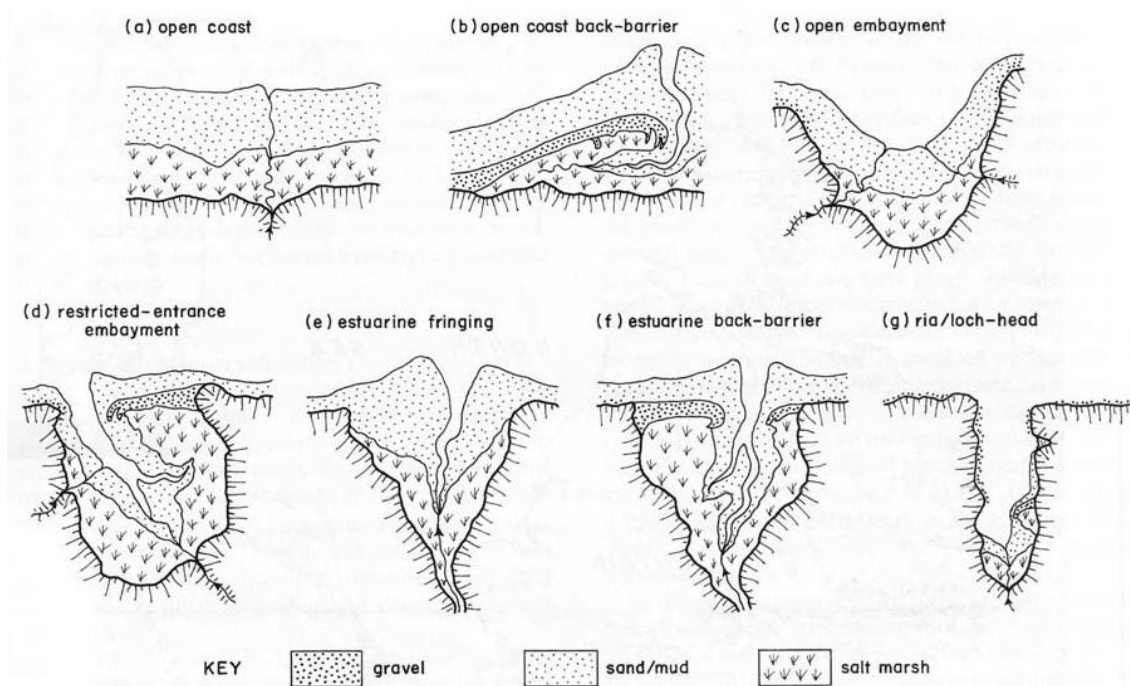 (a) open coast
(b) open coast back-barrier
(c) open embayment
(d) restricted-entrance
embayment
(e) estuarine fringing
(f) estuarine back-barrier
(g) ria/loch-head
KEY
gravel
sand/mud
salt marsh